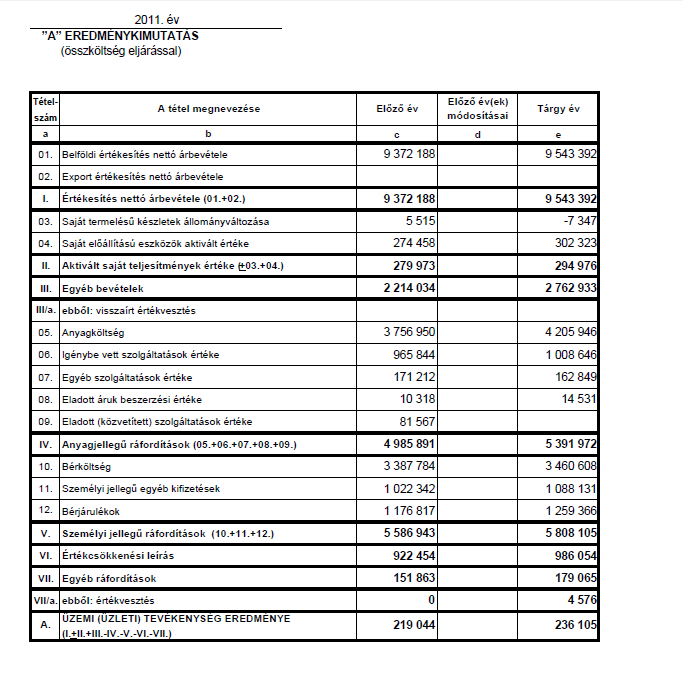 2011. év
"A" EREDMÉNYKIMUTATÁS
(összköltség eljárással)
Tétel-szám A tétel megnevezése Előző év Előző év(ek) módosításai Tárgy év
a b c d e
01. Belföldi értékesítés nettó árbevétele 9 372 188 9 543 392
02. Export értékesítés nettó árbevétele
I. Értékesítés nettó árbevétele (01.+02.) 9 372 188 9 543 392
03. Saját termelésű készletek állományváltozása 5 515 -7 347
04. Saját előállítású eszközök aktivált értéke 274 458 302 323
II. Aktivált saját teljesítmények értéke (±03.+04.) 279 973 294 976
III. Egyéb bevételek 2 214 034 2 762 933
III/a. ebből: visszaírt értékvesztés
05. Anyagköltség 3 756 950 4 205 946
06. Igénybe vett szolgáltatások értéke 965 844 1 008 646
07. Egyéb szolgáltatások értéke 171 212 162 849
08. Eladott áruk beszerzési értéke 10 318 14 531
09. Eladott (közvetített) szolgáltatások értéke 81 567
IV. Anyagjellegű ráfordítások (05.+06.+07.+08.+09.) 4 985 891 5 391 972
10. Bérköltség 3 387 784 3 460 608
11. Személyi jellegű egyéb kifizetések 1 022 342 1 088 131
12. Bérjárulékok 1 176 817 1 259 366
V. Személyi jellegű ráfordítások (10.+11.+12.) 5 586 943 5 808 105
VI. Értékcsökkenési leírás 922 454 986 054
VII. Egyéb ráfordítások 151 863 179 065
VII/a. ebből: értékvesztés 0 4 576
A. ÜZEMI (ÜZLETI) TEVÉKENYSÉG EREDMÉNYE
(I.±II.+III.-IV.-V.-VI.-VII.) 219 044 236 105